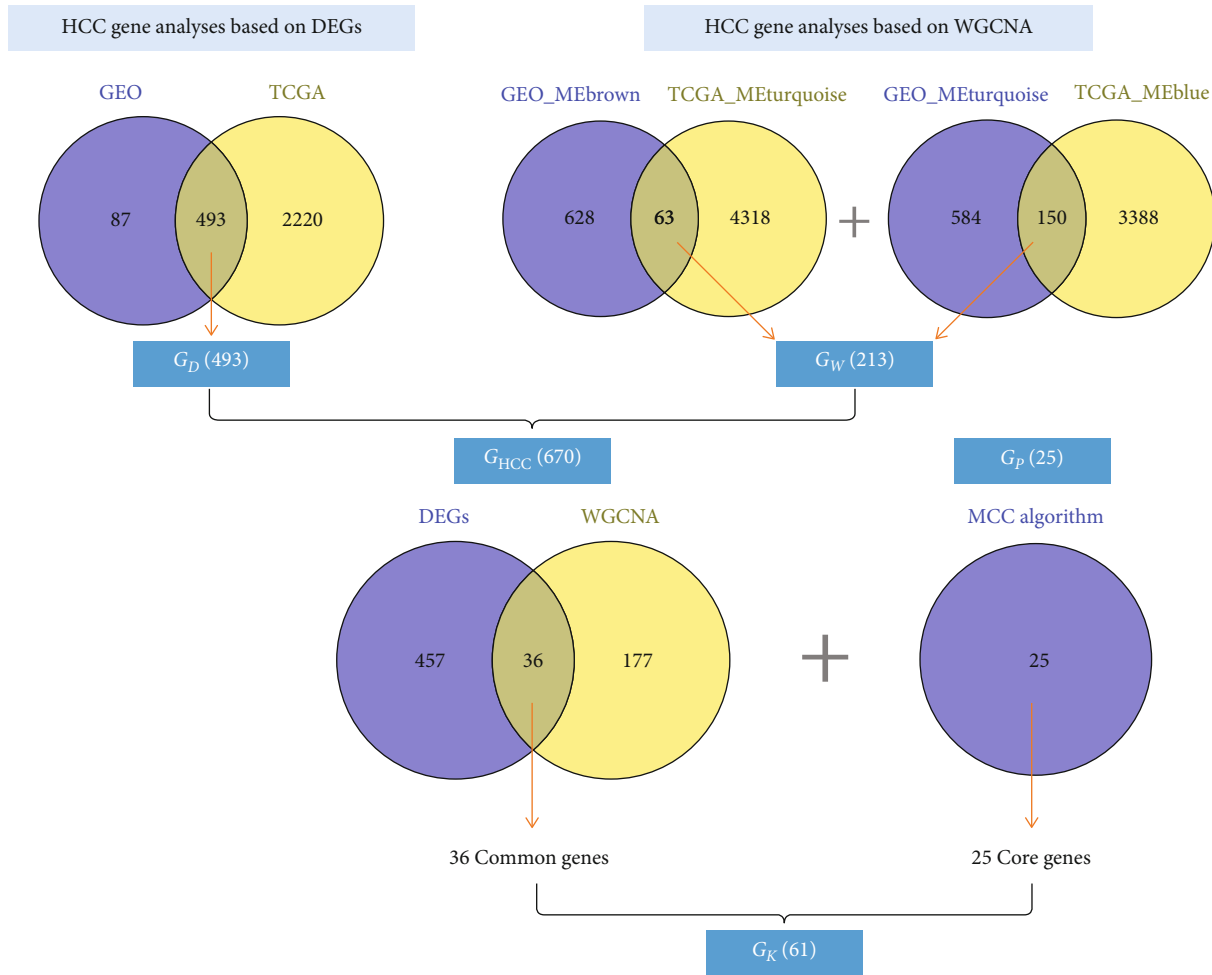 HCC gene analyses based on DEGs
HCC gene analyses based on WGCNA
GEO
TCGA
GEO_MEbrown
TCGA_MEturquoise
GEO_MEturquoise
TCGA_MEblue
87
493
2220
628
63
4318
+
584
150
3388
G_D (493)
G_W (213)
G_HCC (670)
G_P (25)
DEGs
WGCNA
MCC algorithm
457
36
177
+
25
36 Common genes
25 Core genes
G_K (61)